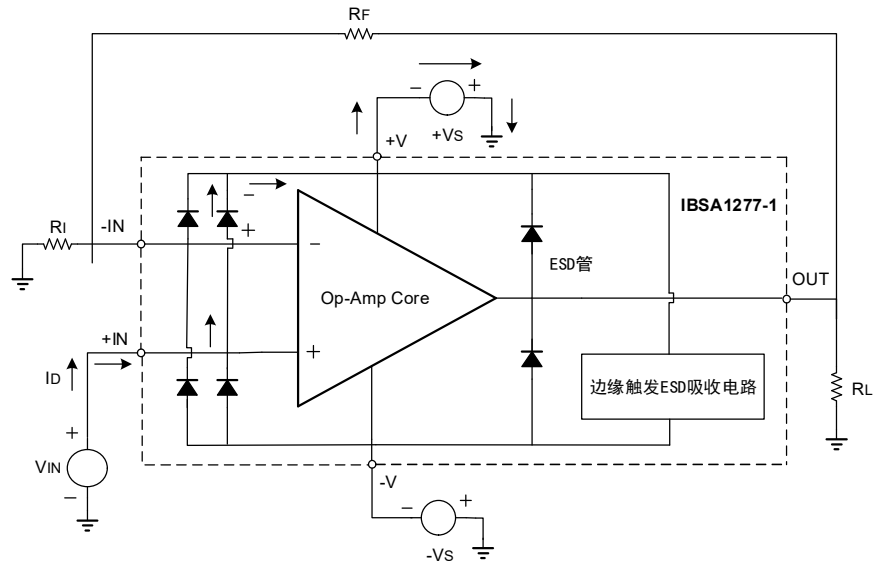 RF
− +
+VS
+V
IBSA1277-1
−
+
RI
-IN
−
ESD管
Op-Amp Core
OUT
+IN
+
ID
边缘触发ESD吸收电路
RL
+
VIN
−
-V
− +
-VS